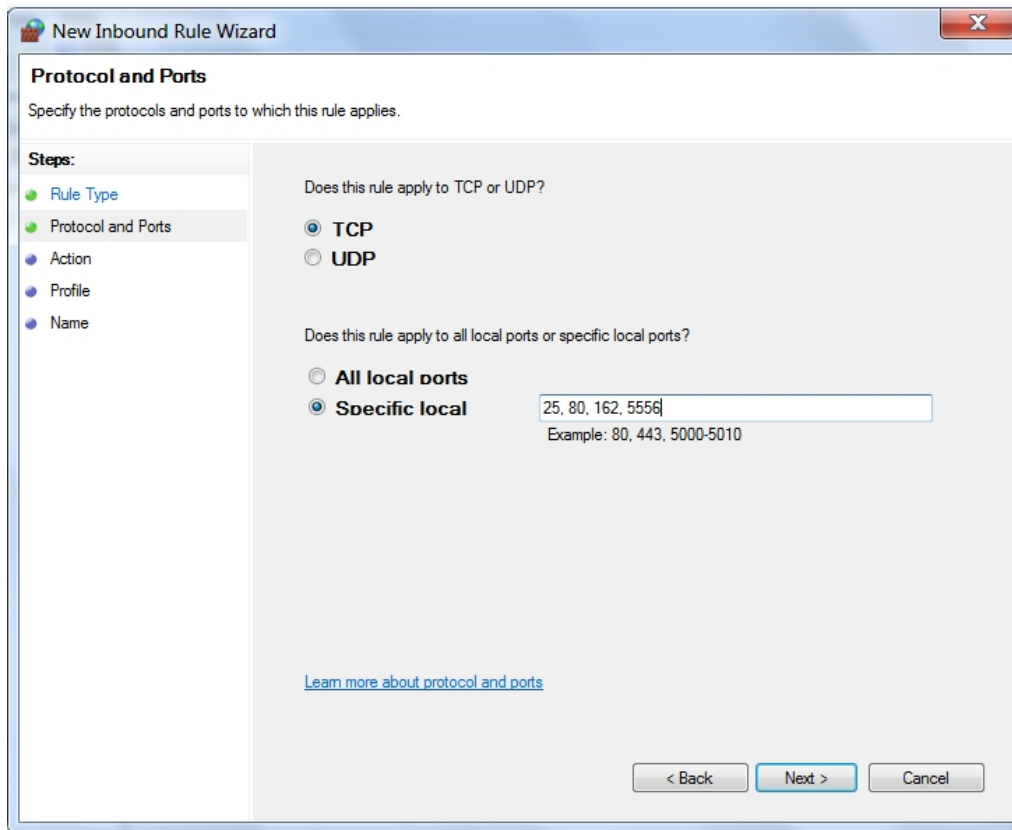 New Inbound Rule Wizard
X
Protocol and Ports
Specify the protocols and ports to which this rule applies.
Steps:
Rule Type
Protocol and Ports
Action
Profile
Name
Does this rule apply to TCP or UDP?
TCP
UDP
Does this rule apply to all local ports or specific local ports?
All local ports
Specific local
25, 80, 162, 5556
Example: 80, 443, 5000-5010
Learn more about protocol and ports
< Back Next > Cancel